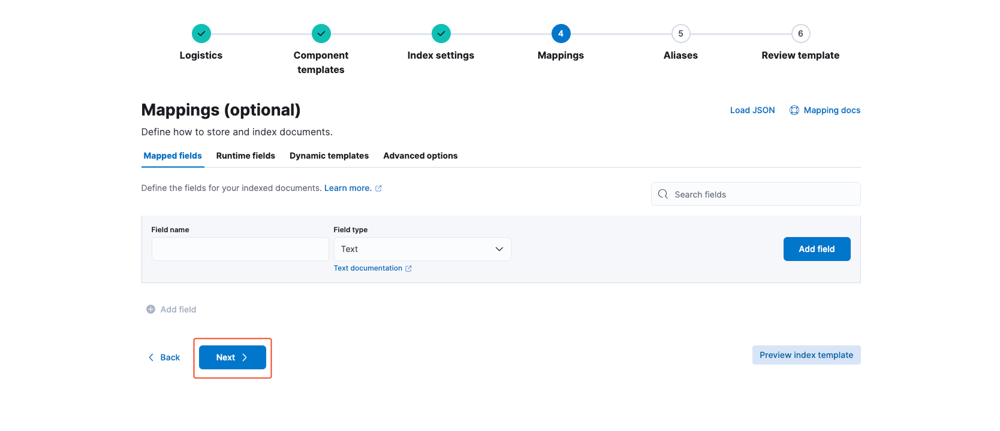 4 5 6
Logistics Component Index settings Mappings Aliases Review template
templates
Mappings (optional) Load JSON Mapping docs
Define how to store and index documents.
Mapped fields Runtime fields Dynamic templates Advanced options
Define the fields for your indexed documents. Learn more. Search fields
Field name Field type
Text Add field
Text documentation
Add field
Back Next Preview index template